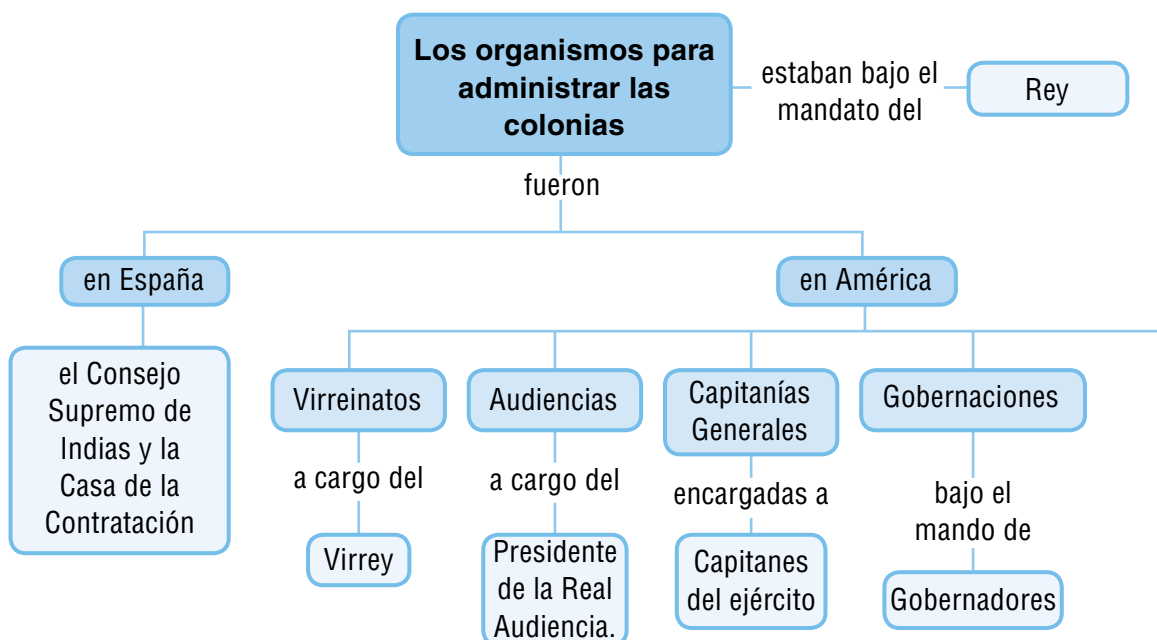 Los organismos para
administrar las
colonias
estaban bajo el
mandato del
Rey
fueron
en España
el Consejo
Supremo de
Indias y la
Casa de la
Contratación
en América
Virreinatos
a cargo del
Virrey
Audiencias
a cargo del
Presidente
de la Real
Audiencia.
Capitanías
Generales
encargadas a
Capitanes
del ejército
Gobernaciones
bajo el
mando de
Gobernadores